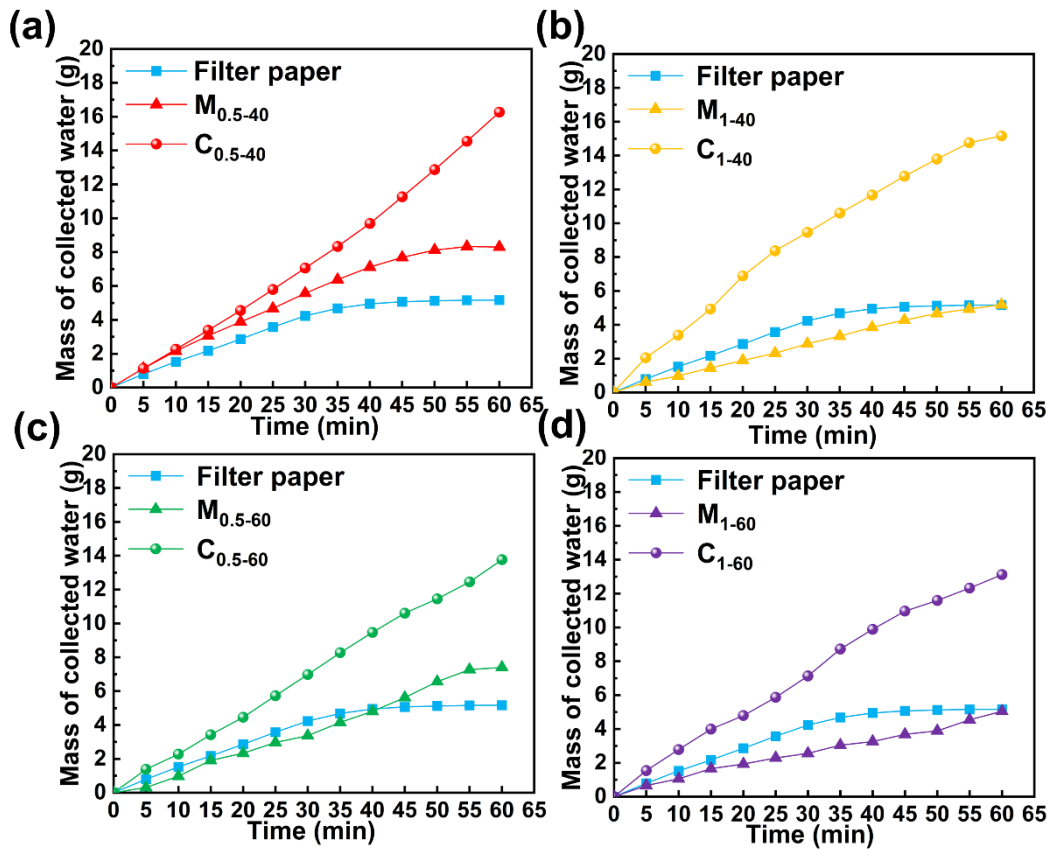 (a)
Mass of collected water (g)
20
18
16
14
12
10
8
6
4
2
0
Filter paper
M0.5-40
C0.5-40
0 5 10 15 20 25 30 35 40 45 50 55 60 65
Time (min)
(b)
Mass of collected water (g)
20
18
16
14
12
10
8
6
4
2
0
Filter paper
M1-40
C1-40
0 5 10 15 20 25 30 35 40 45 50 55 60 65
Time (min)
(c)
Mass of collected water (g)
20
18
16
14
12
10
8
6
4
2
0
Filter paper
M0.5-60
C0.5-60
0 5 10 15 20 25 30 35 40 45 50 55 60 65
Time (min)
(d)
Mass of collected water (g)
20
18
16
14
12
10
8
6
4
2
0
Filter paper
M1-60
C1-60
0 5 10 15 20 25 30 35 40 45 50 55 60 65
Time (min)